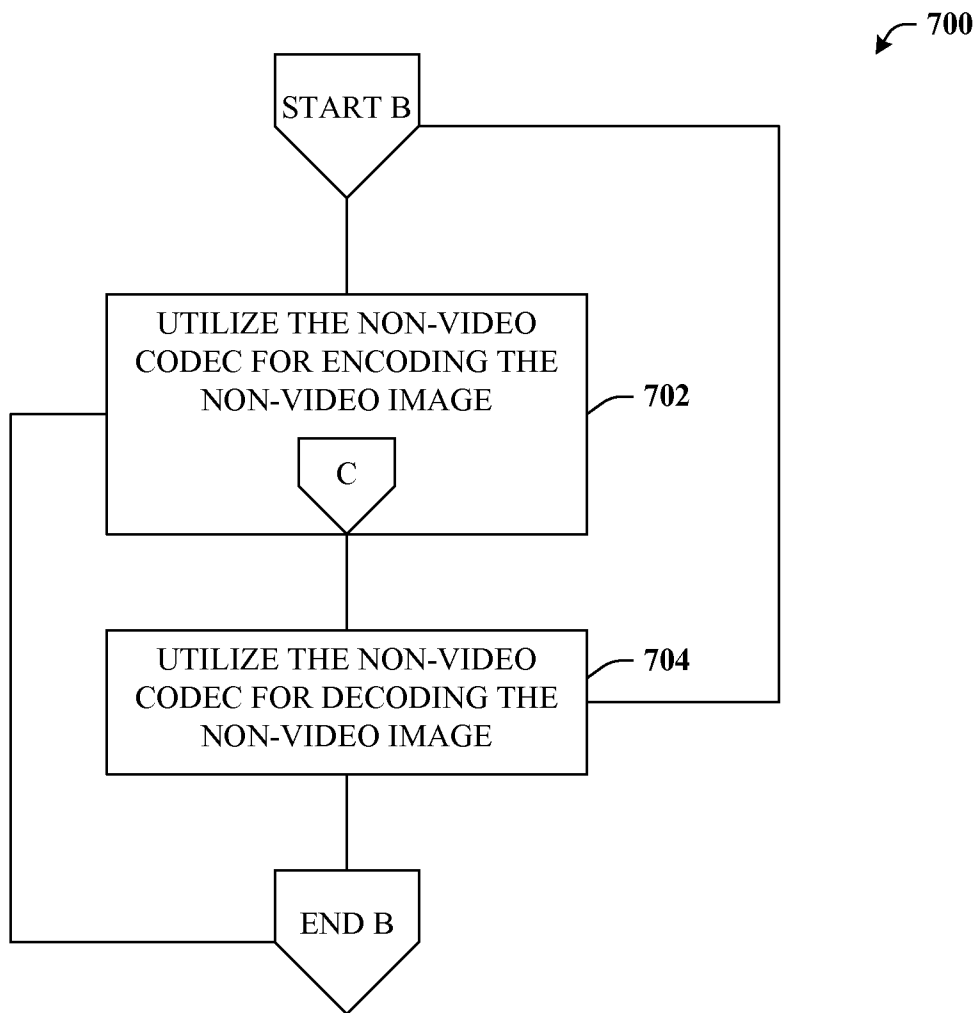 700
START B
UTILIZE THE NON-VIDEO
CODEC FOR ENCODING THE
NON-VIDEO IMAGE
702
C
UTILIZE THE NON-VIDEO
CODEC FOR DECODING THE
NON-VIDEO IMAGE
704
END B